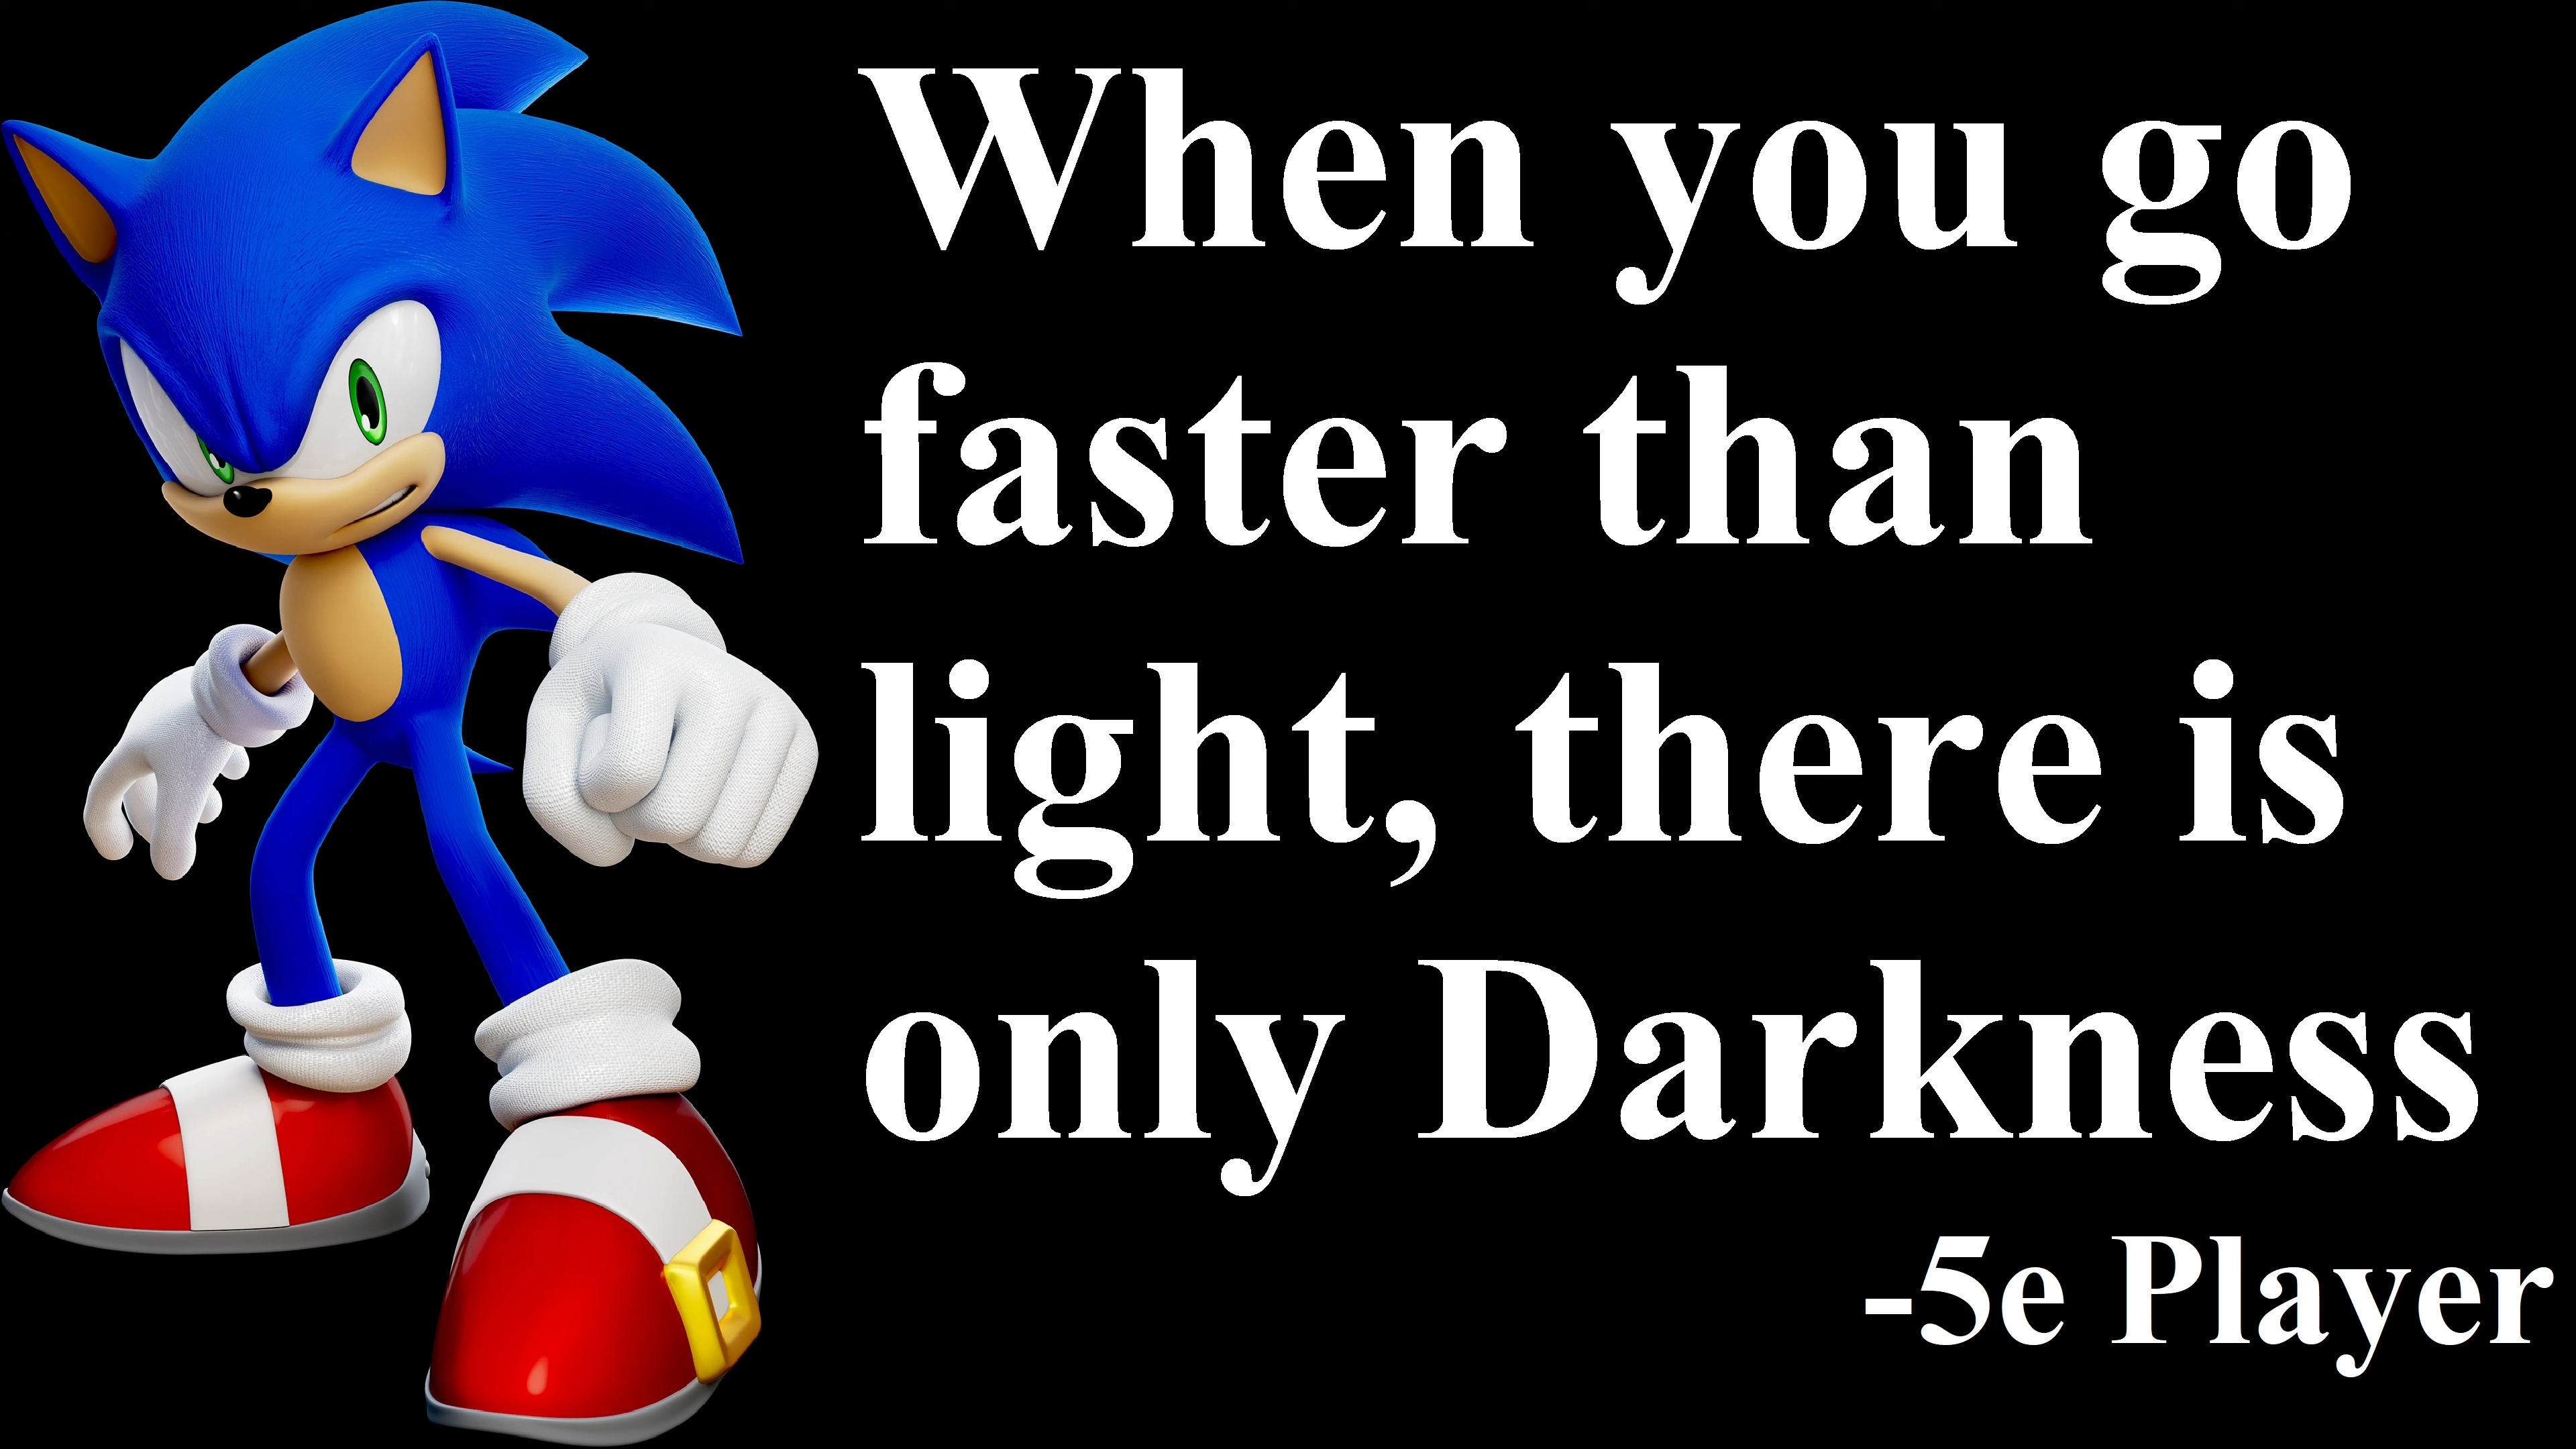 When you go
faster than
light, there is
only Darkness
-5e Player